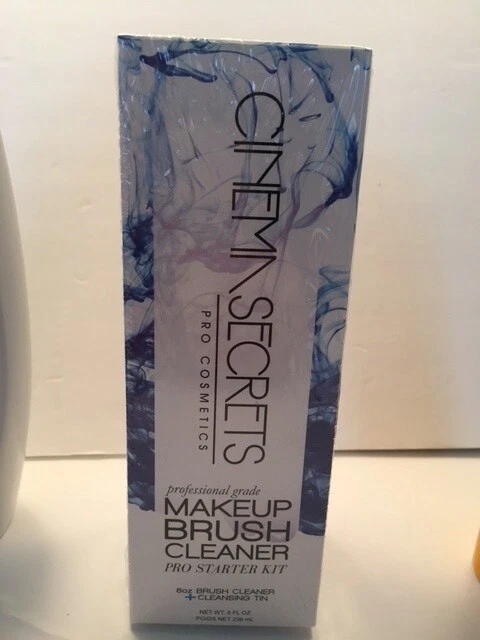 CINEMA SECRETS
PRO COSMETICS
professional grade
MAKEUP
BRUSH
CLEANER
PRO STARTER KIT
8oz BRUSH CLEANER
+ CLEANSING TIN
NET WT. 8 FL OZ
POIDS NET 236 mL